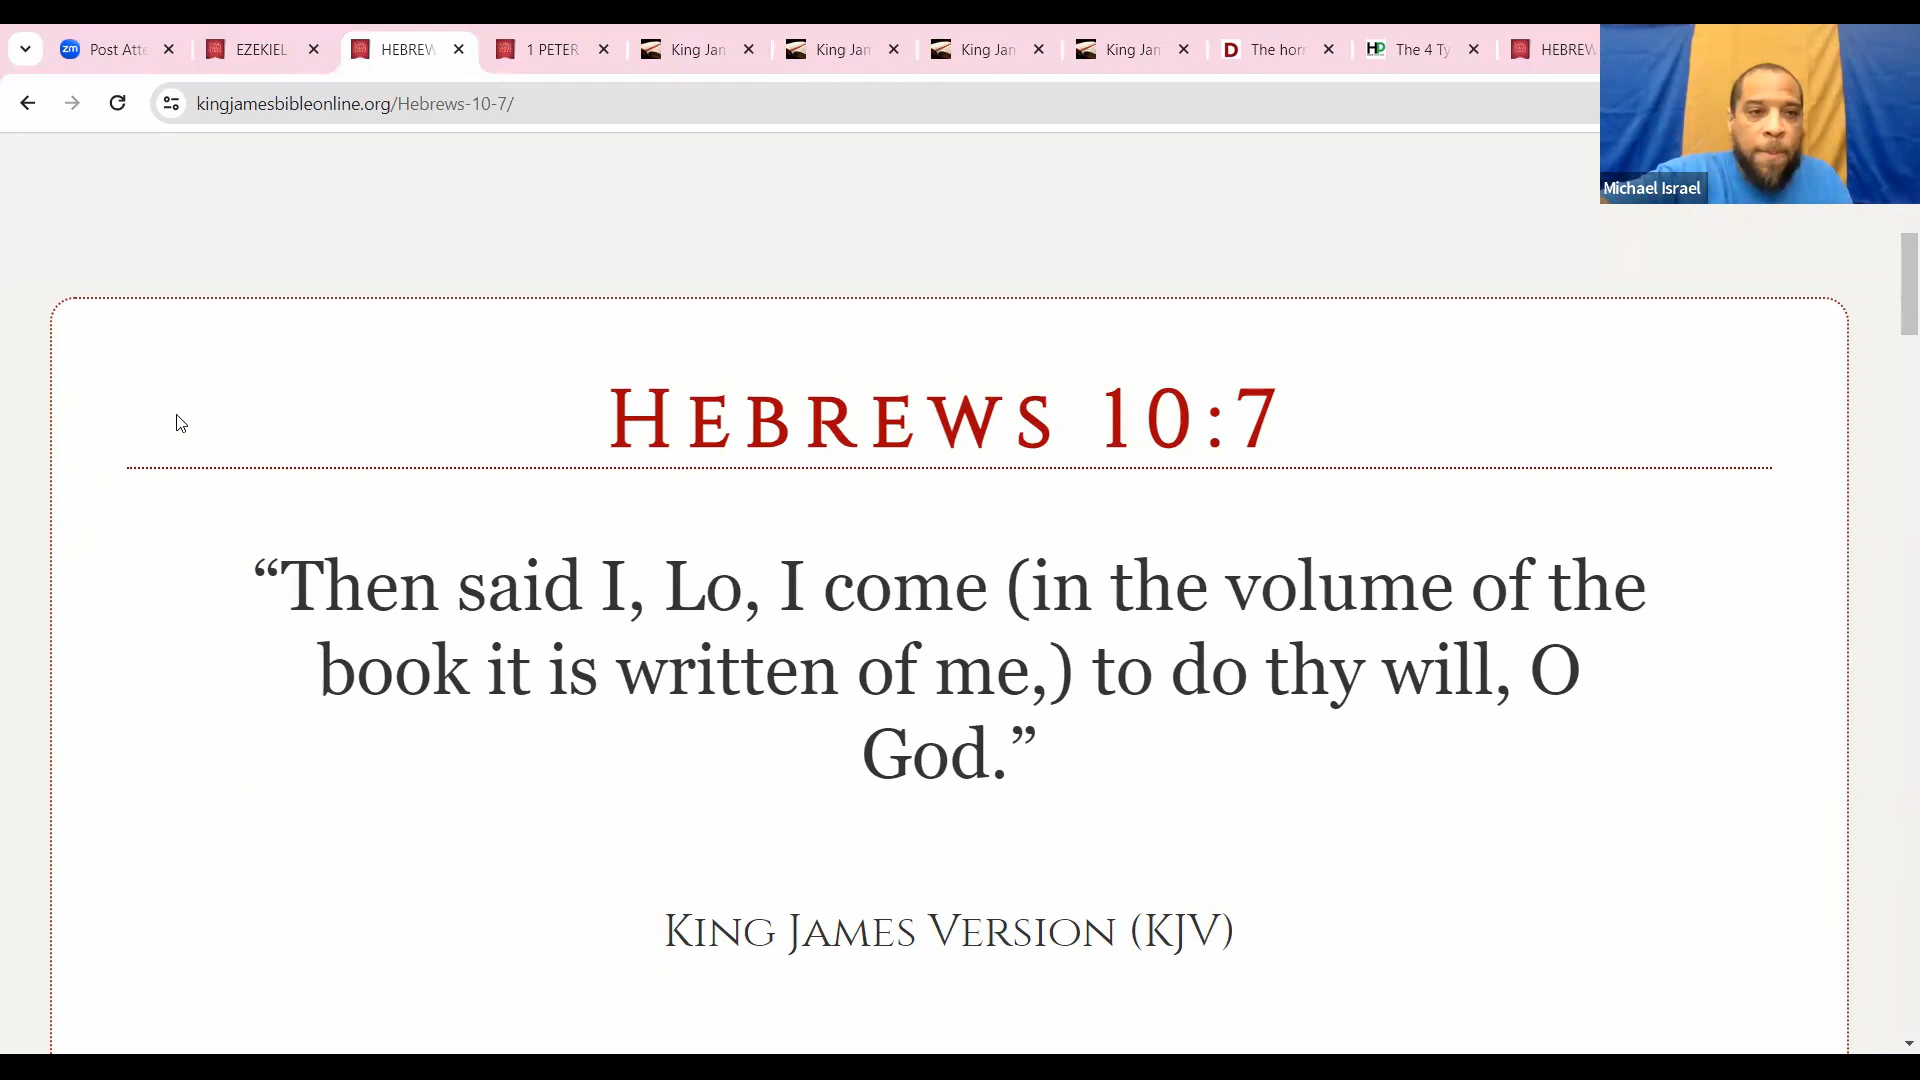 zm Post Atte EZEKIEL HEBREW 1 PETER King Jan King Jan King Jan King Jan D The horr HP The 4 Ty HEBREW
kingjamesbibleonline.org/Hebrews-10-7/
Michael Israel
HEBREWS 10:7
“Then said I, Lo, I come (in the volume of the
book it is written of me,) to do thy will, O
God.”
KING JAMES VERSION (KJV)